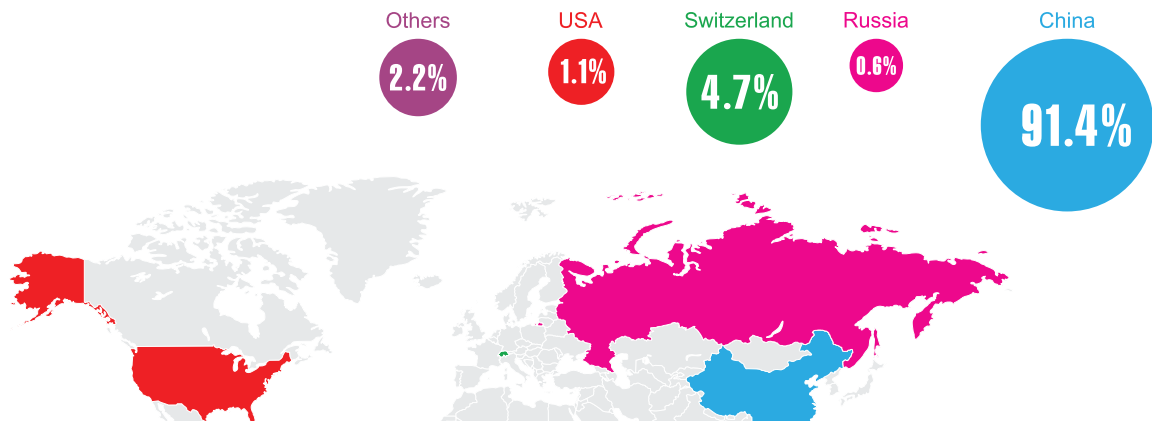 Others
USA
Switzerland
Russia
China
2.2%
1.1%
4.7%
0.6%
91.4%